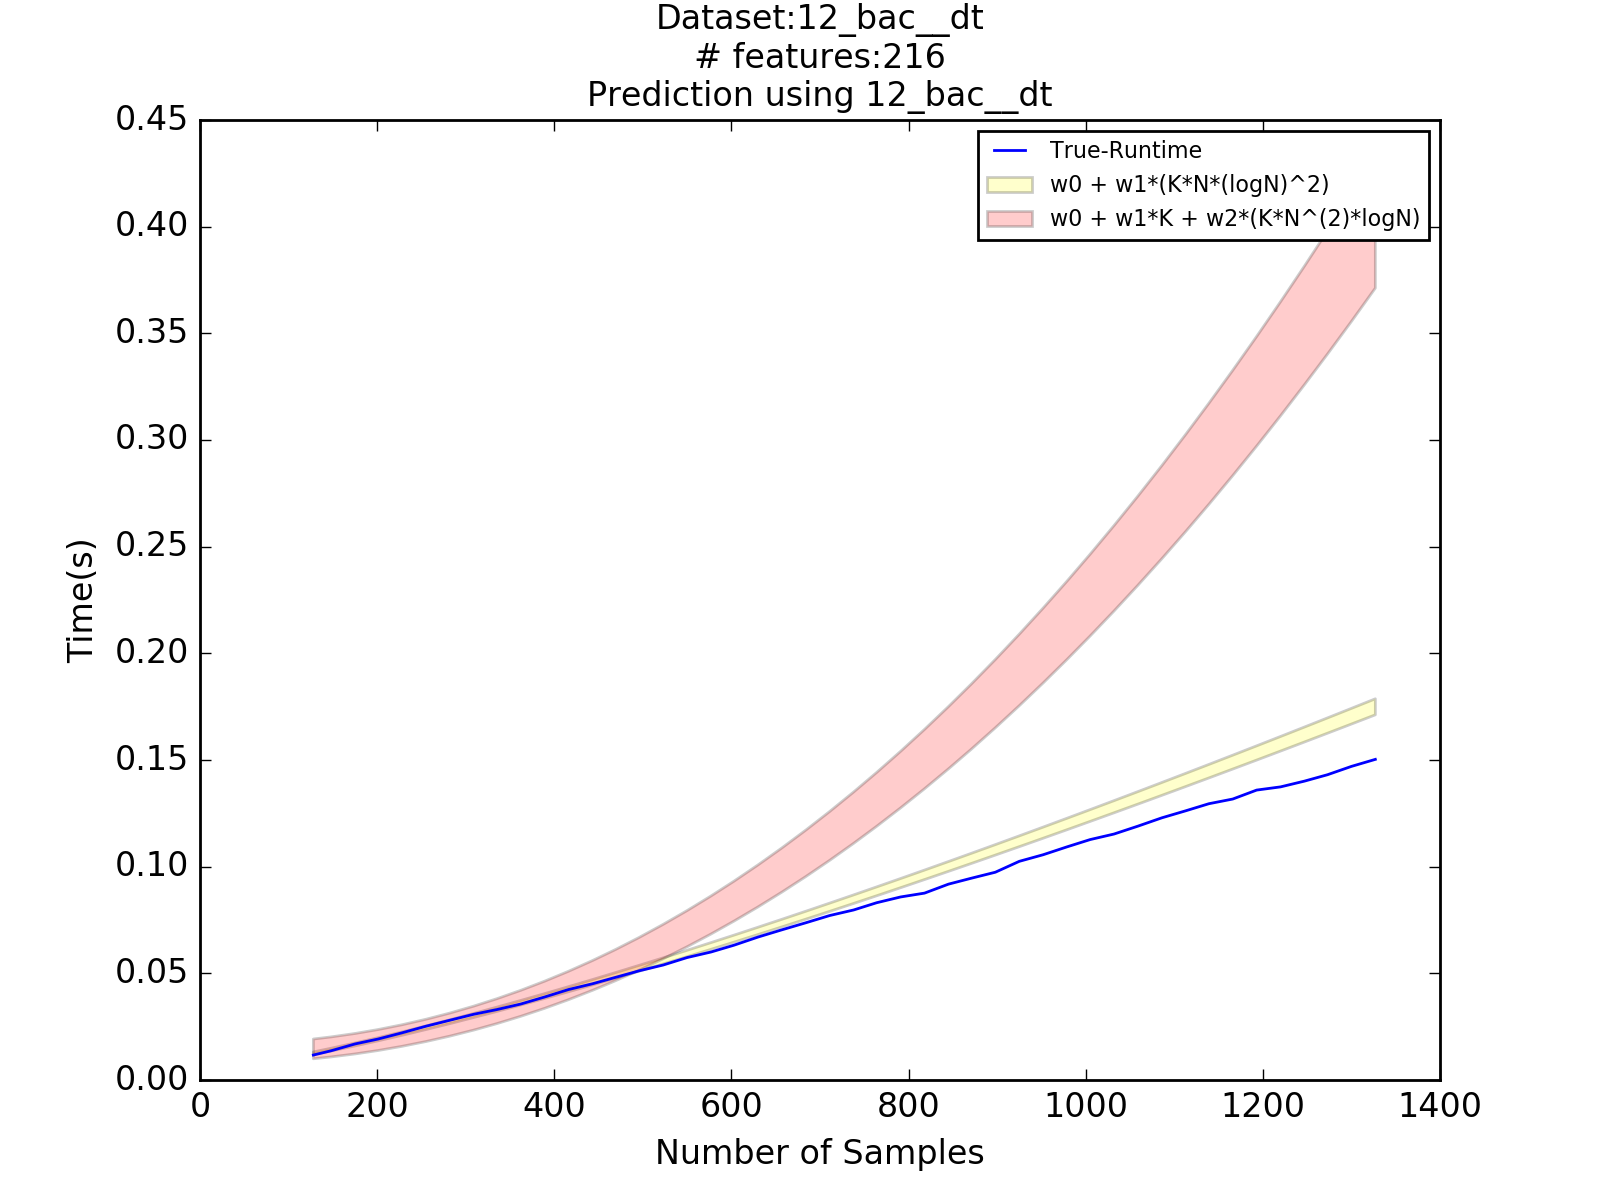 Dataset:12_bac__dt
# features:216
Prediction using 12_bac__dt
True-Runtime
w0 + w1*(K*N*(logN)^2)
w0 + w1*K + w2*(K*N^(2)*logN)
0.45
0.40
0.35
0.30
0.25
0.20
0.15
0.10
0.05
0.00
Time(s)
0 200 400 600 800 1000 1200 1400
Number of Samples